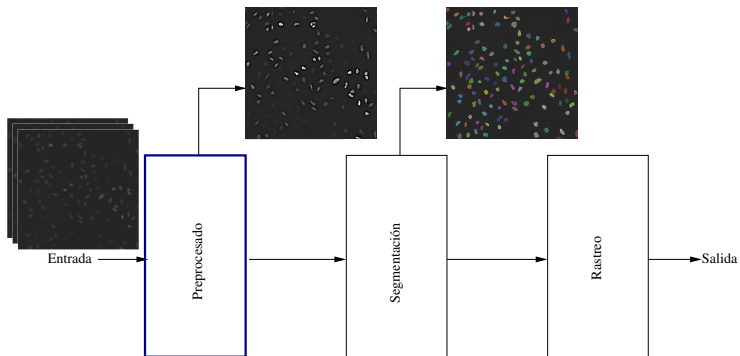 Entrada
Preprocesado
Segmentación
Rastreo
Salida